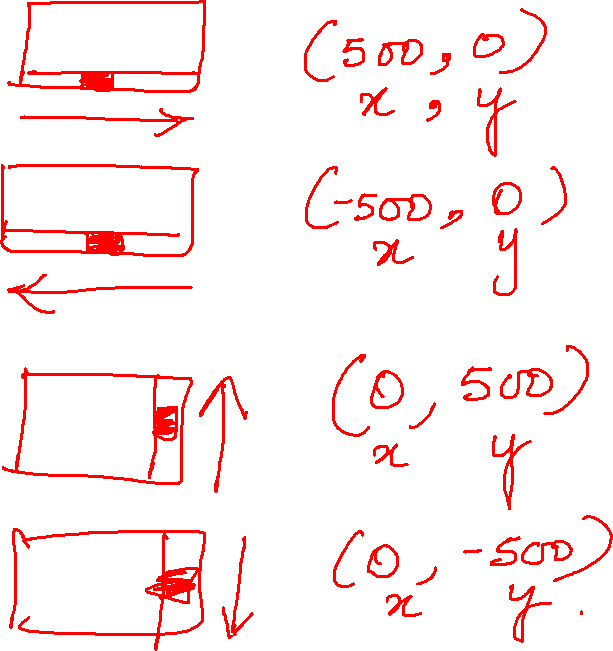 (500, 0)
x, y
(-500, 0)
x y
(0, 500)
x y
(0, -500)
x y.